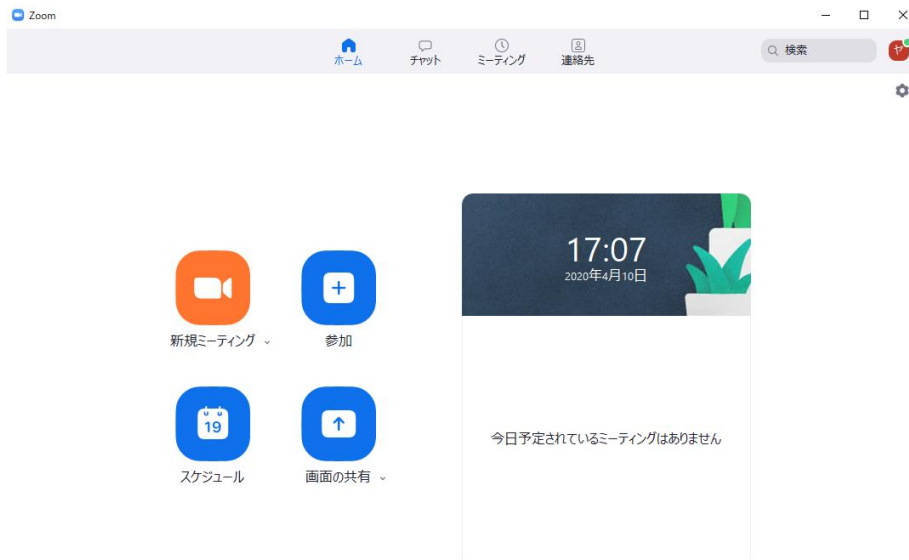 Zoom
ホーム
チャット
ミーティング
連絡先
検索
ヤ
17:07
2020年4月10日
新規ミーティング
参加
19
スケジュール
画面の共有
今日予定されているミーティングはありません